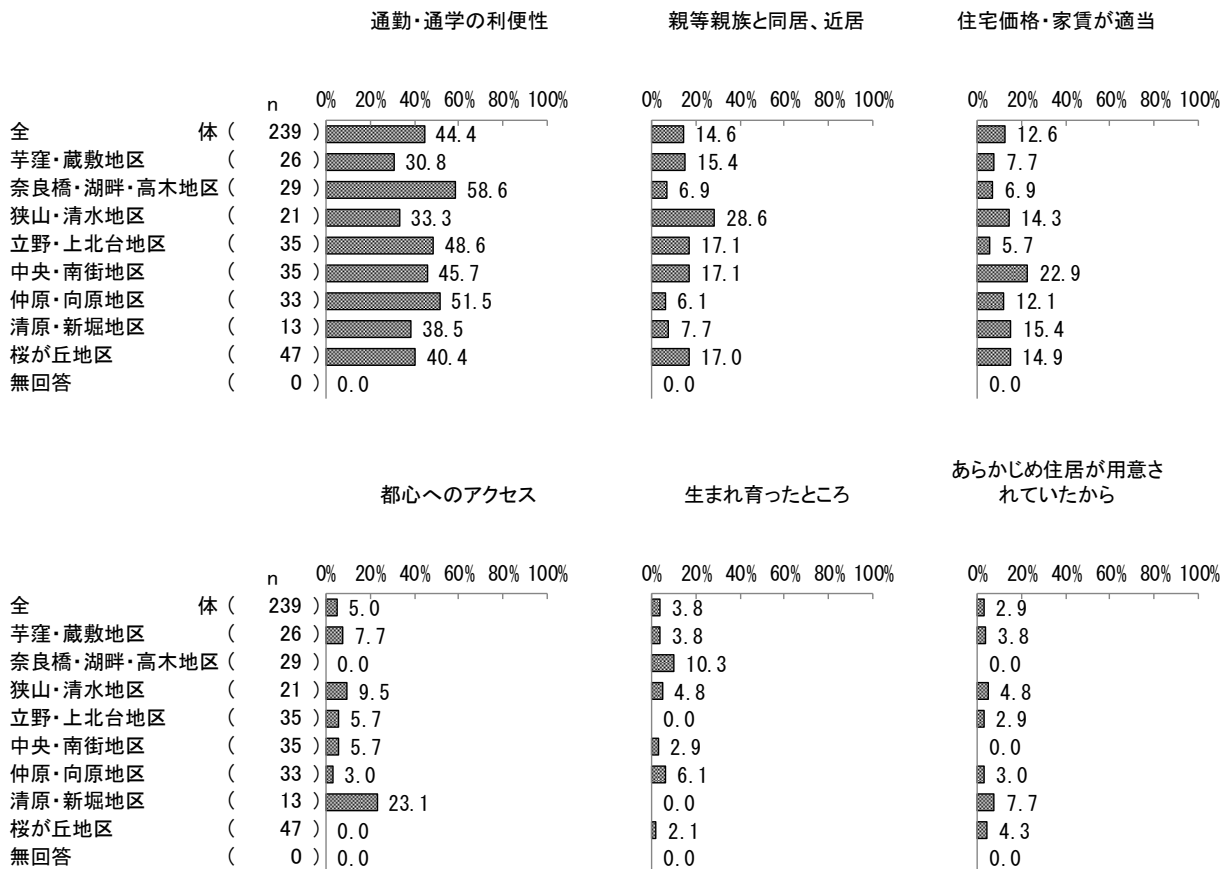 通勤・通学の利便性 親等親族と同居、近居 住宅価格・家賃が適当
n 0% 20% 40% 60% 80% 100% 0% 20% 40% 60% 80% 100% 0% 20% 40% 60% 80% 100%
全 体 ( 239 ) 44.4 14.6 12.6
芋窪・蔵敷地区 ( 26 ) 30.8 15.4 7.7
奈良橋・湖畔・高木地区 ( 29 ) 58.6 6.9 6.9
狭山・清水地区 ( 21 ) 33.3 28.6 14.3
立野・上北台地区 ( 35 ) 48.6 17.1 5.7
中央・南街地区 ( 35 ) 45.7 17.1 22.9
仲原・向原地区 ( 33 ) 51.5 6.1 12.1
清原・新堀地区 ( 13 ) 38.5 7.7 15.4
桜が丘地区 ( 47 ) 40.4 17.0 14.9
無回答 ( 0 ) 0.0 0.0 0.0
都心へのアクセス 生まれ育ったところ あらかじめ住居が用意さ
れていたから
n 0% 20% 40% 60% 80% 100% 0% 20% 40% 60% 80% 100% 0% 20% 40% 60% 80% 100%
全 体 ( 239 ) 5.0 3.8 2.9
芋窪・蔵敷地区 ( 26 ) 7.7 3.8 3.8
奈良橋・湖畔・高木地区 ( 29 ) 0.0 10.3 0.0
狭山・清水地区 ( 21 ) 9.5 4.8 4.8
立野・上北台地区 ( 35 ) 5.7 0.0 2.9
中央・南街地区 ( 35 ) 5.7 2.9 0.0
仲原・向原地区 ( 33 ) 3.0 6.1 3.0
清原・新堀地区 ( 13 ) 23.1 0.0 7.7
桜が丘地区 ( 47 ) 0.0 2.1 4.3
無回答 ( 0 ) 0.0 0.0 0.0